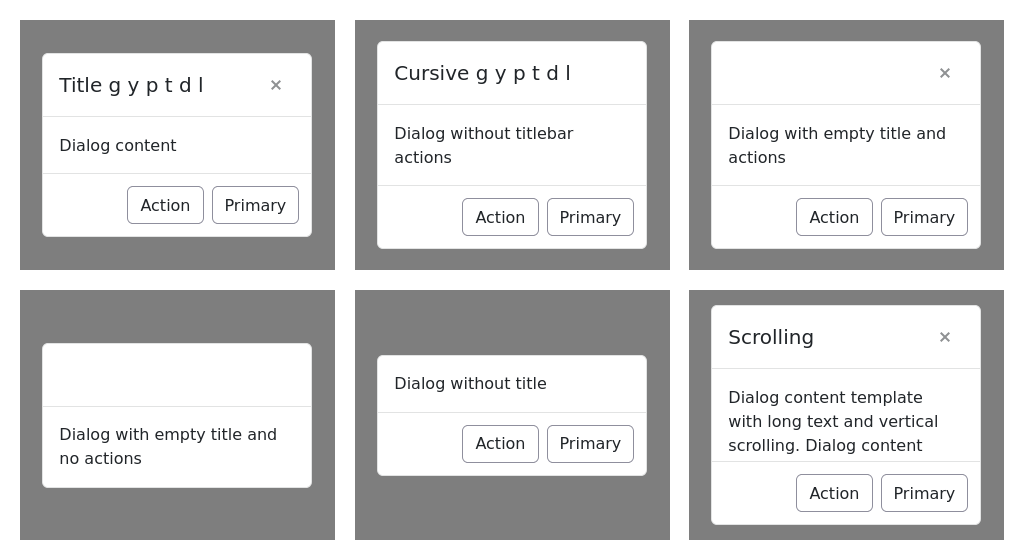 Title g y p t d l ×
Dialog content
Action Primary
Cursive g y p t d l
Dialog without titlebar
actions
Action Primary
×
Dialog with empty title and
actions
Action Primary
Dialog with empty title and
no actions
Dialog without title
Action Primary
Scrolling ×
Dialog content template
with long text and vertical
scrolling. Dialog content
Action Primary